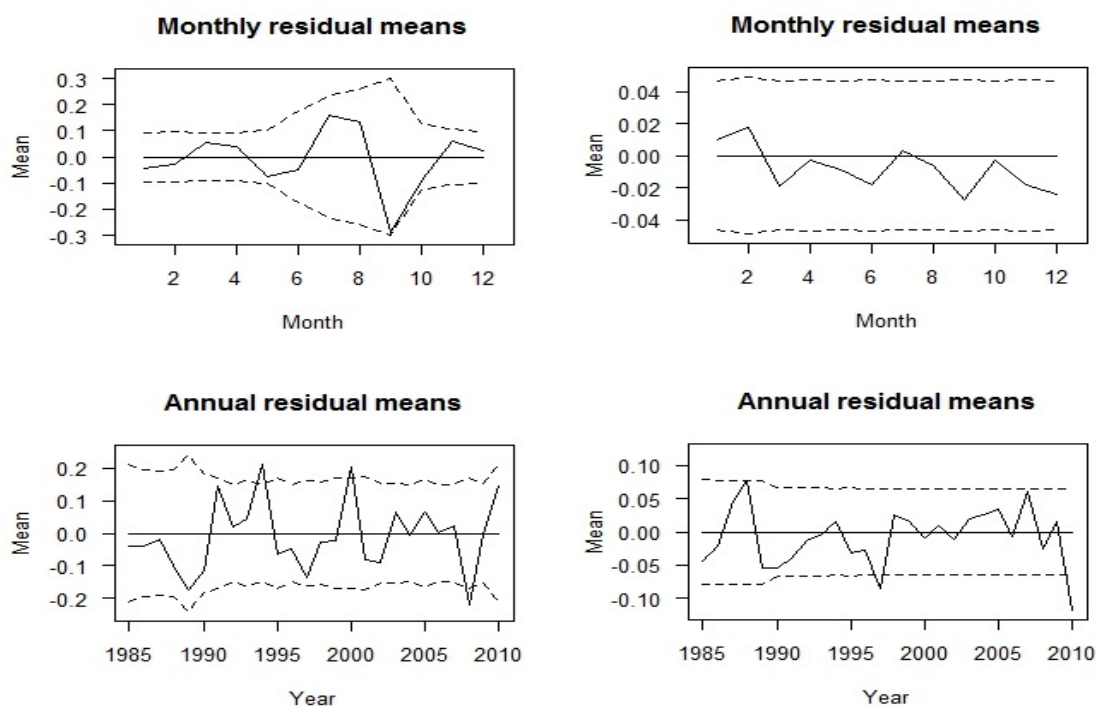 Monthly residual means
0.3
0.2
0.1
0.0
-0.1
-0.2
-0.3
Mean
2 4 6 8 10 12
Month
Monthly residual means
0.04
0.02
0.00
-0.02
-0.04
Mean
2 4 6 8 10 12
Month
Annual residual means
0.2
0.1
0.0
-0.1
-0.2
Mean
1985 1990 1995 2000 2005 2010
Year
Annual residual means
0.10
0.05
0.00
-0.05
-0.10
Mean
1985 1990 1995 2000 2005 2010
Year